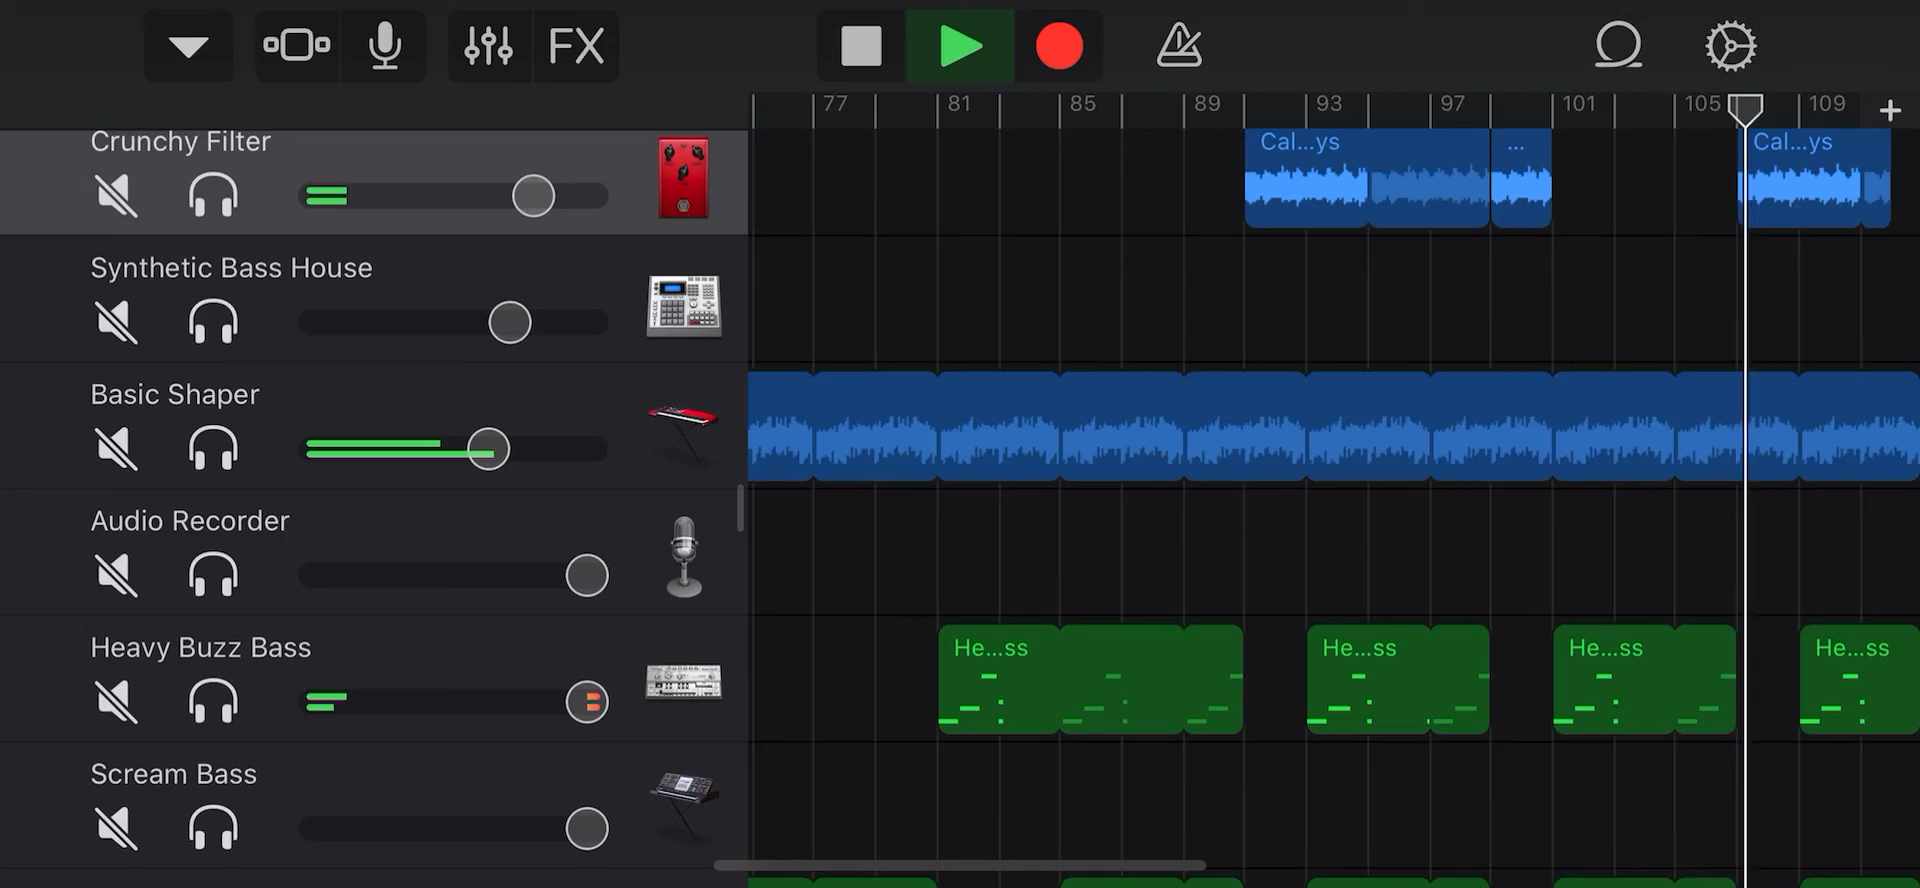 FX
77 81 85 89 93 97 101 105 109 +
Crunchy Filter
Cal...ys ... Cal...ys
Synthetic Bass House
Basic Shaper
Audio Recorder
Heavy Buzz Bass
He...ss He...ss He...ss He...ss
Scream Bass